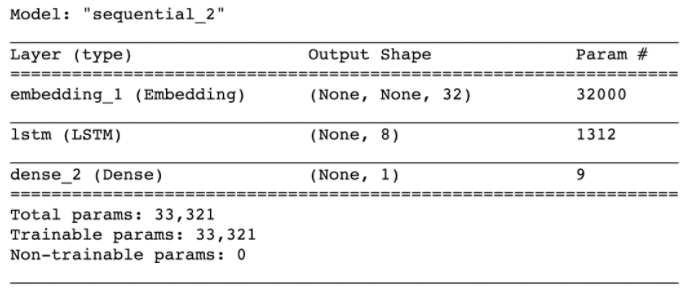 Model: "sequential_2"
Layer (type) Output Shape Param #
embedding_1 (Embedding) (None, None, 32) 32000
lstm (LSTM) (None, 8) 1312
dense_2 (Dense) (None, 1) 9
Total params: 33,321
Trainable params: 33,321
Non-trainable params: 0